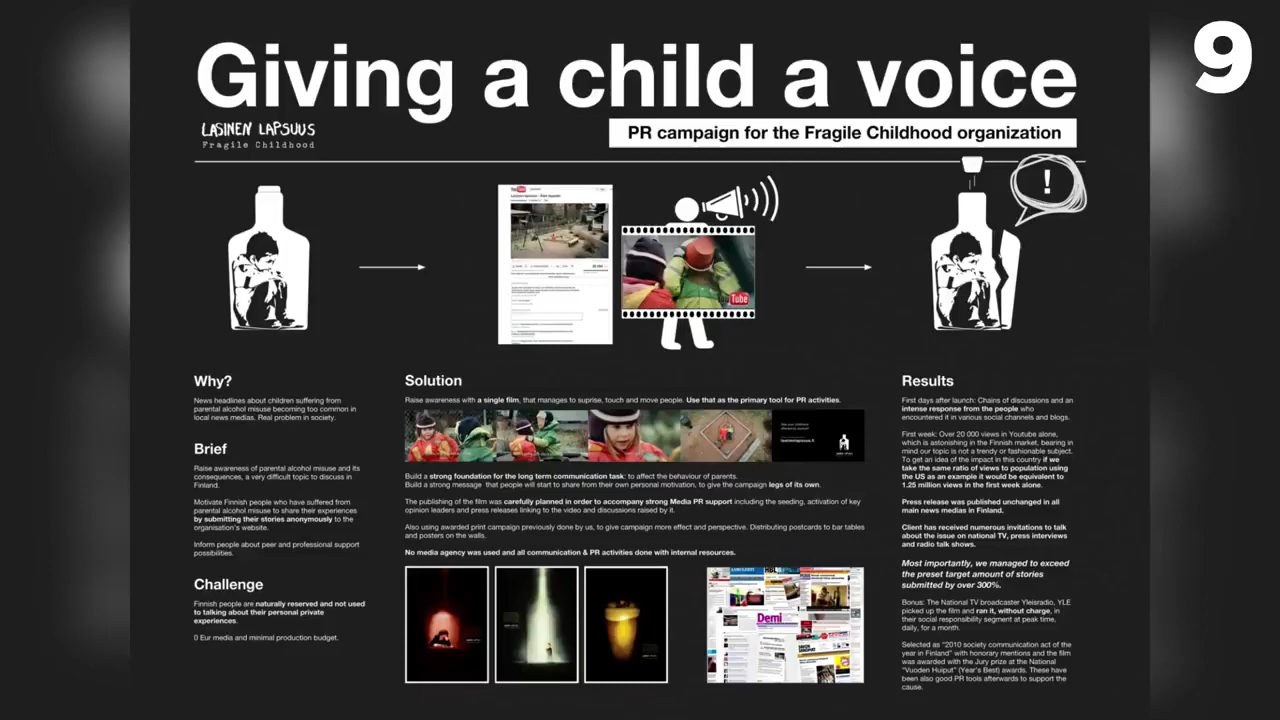 9
Giving a child a voice
LASINEN LAPSUUS
Fragile Childhood
PR campaign for the Fragile Childhood organization
!
You Tube
Why?
News headlines about children suffering from
parental alcohol misuse becoming too common in
local news medias. Real problem in society.
Brief
Raise awareness of parental alcohol misuse and its
consequences, a very difficult topic to discuss in
Finland.
Motivate Finnish people who have suffered from
parental alcohol misuse to share their experiences
by submitting their stories anonymously to the
organisation's website.
Inform people about peer and professional support
possibilities.
Challenge
Finnish people are naturally reserved and not used
to talking about their personal private
experiences.
0 Eur media and minimal production budget.
Solution
Raise awareness with a single film, that manages to suprise, touch and move people. Use that as the primary tool for PR activities.
Build a strong foundation for the long term communication task: to affect the behaviour of parents.
Build a strong message that people will start to share from their own personal motivation, to give the campaign legs of its own.
The publishing of the film was carefully planned in order to accompany strong Media PR support including the seeding, activation of key
opinion leaders and press releases linking to the video and discussions raised by it.
Also using awarded print campaign previously done by us, to give campaign more effect and perspective. Distributing postcards to bar tables
and posters on the walls.
No media agency was used and all communication & PR activities done with internal resources.
Demi
Results
First days after launch: Chains of discussions and an
intense response from the people who
encountered it in various social channels and blogs.
First week: Over 20 000 views in Youtube alone,
which is astonishing in the Finnish market, bearing in
mind our topic is not a trendy or fashionable subject.
To get an idea of the impact in this country if we
take the same ratio of views to population using
the US as an example it would be equivalent to
1.25 million views in the first week alone.
Press release was published unchanged in all
main news medias in Finland.
Client has received numerous invitations to talk
about the issue on national TV, press interviews
and radio talk shows.
Most importantly, we managed to exceed
the preset target amount of stories
submitted by over 300%.
Bonus: The National TV broadcaster Yleisradio, YLE
picked up the film and ran it, without charge, in
their social responsibility segment at peak time,
daily, for a month.
Selected as "2010 society communication act of the
year in Finland" with honorary mentions and the film
was awarded with the Jury prize at the National
"Vuoden Huiput" (Year's Best) awards. These have
been also good PR tools afterwards to support the
cause.